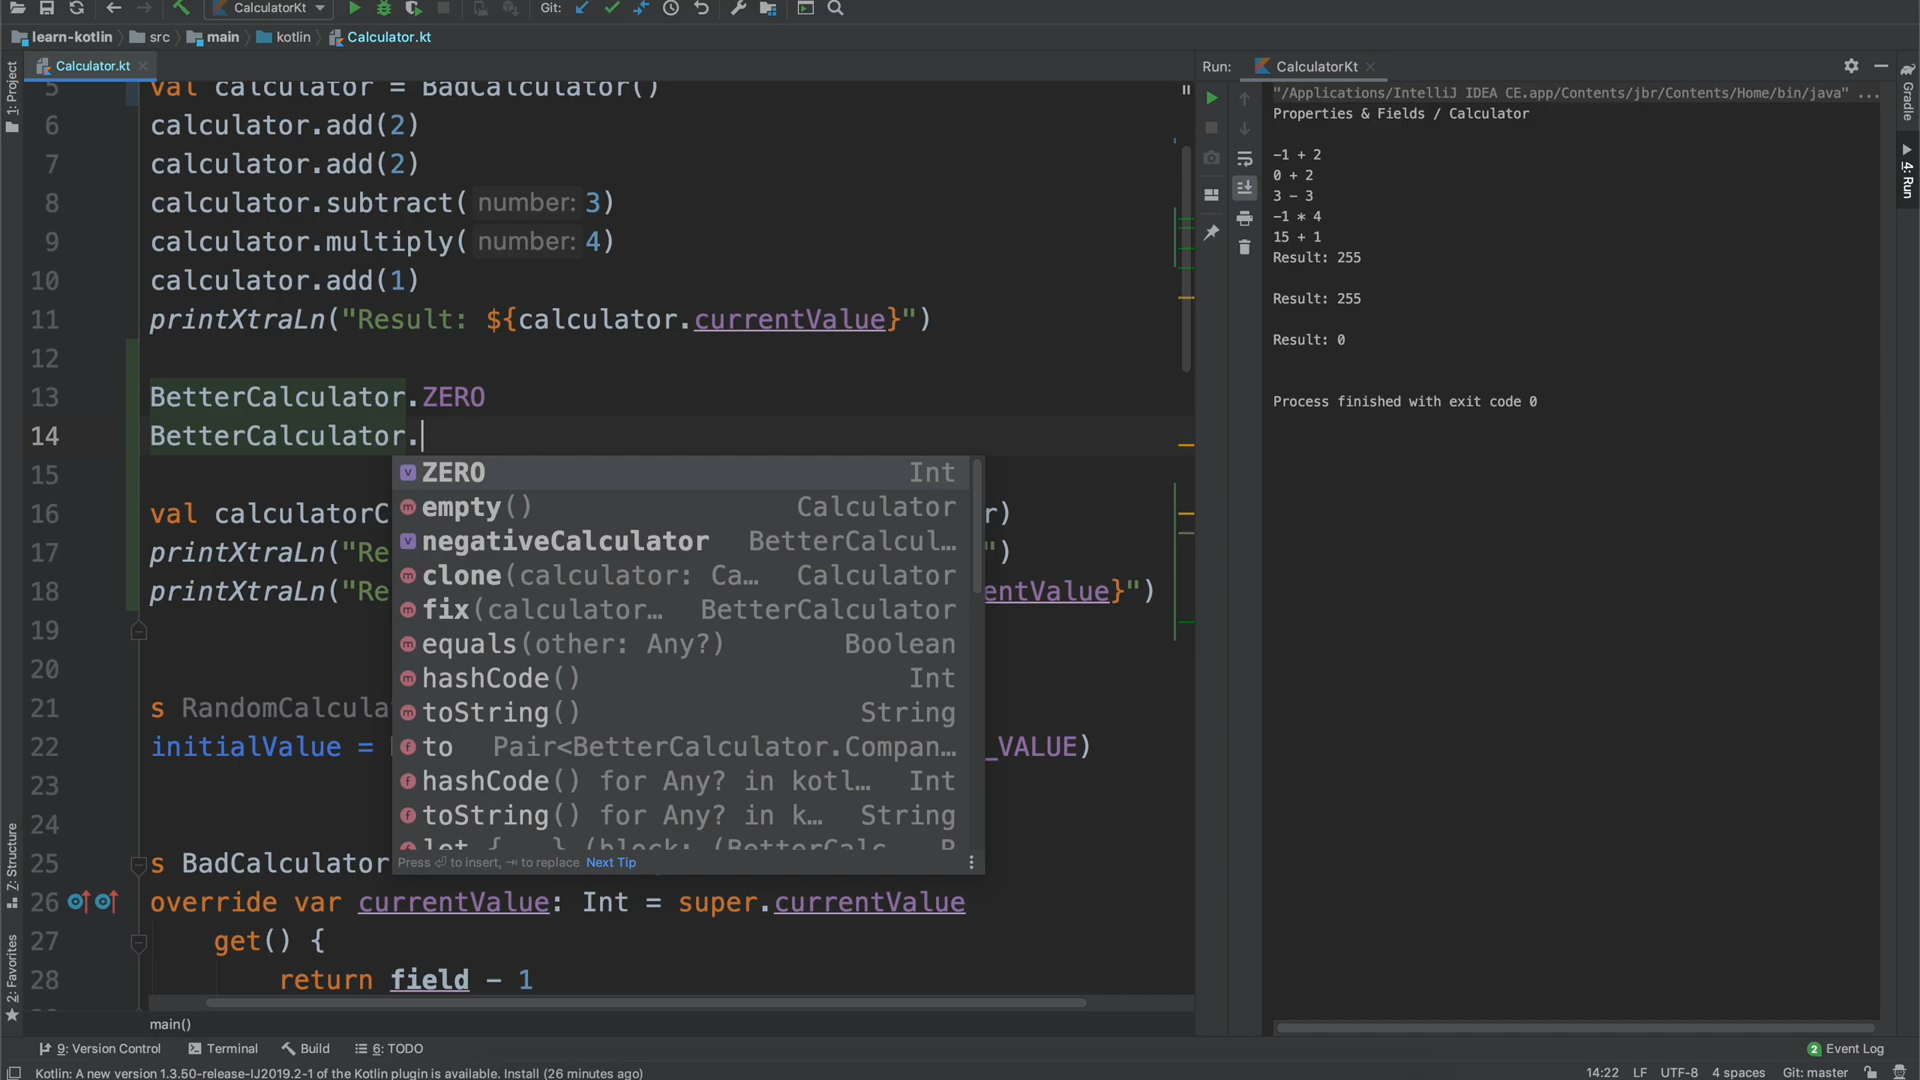 CalculatorKt
Git:
learn-kotlin
src
main
kotlin
Calculator.kt
1: Project
Calculator.kt
5 val calculator = BadCalculator()
6 calculator.add(2)
7 calculator.add(2)
8 calculator.subtract( number: 3)
9 calculator.multiply( number: 4)
10 calculator.add(1)
11 printXtraLn("Result: ${calculator.currentValue}")
12
13 BetterCalculator.ZERO
14 BetterCalculator.
15
16 val calculatorC r)
17 printXtraLn("Re ")
18 printXtraLn("Re entValue}")
19
20
21 s RandomCalcula
22 initialValue = _VALUE)
23
24
25 s BadCalculator
26 override var currentValue: Int = super.currentValue
27 get() {
28 return field - 1
ZERO Int
empty() Calculator
negativeCalculator BetterCalcul…
clone(calculator: Ca… Calculator
fix(calculator… BetterCalculator
equals(other: Any?) Boolean
hashCode() Int
toString() String
to Pair<BetterCalculator.Compan…
hashCode() for Any? in kotl… Int
toString() for Any? in k… String
let {...} (block: (BetterCalc… R
Press ⏎ to insert, ⇥ to replace Next Tip
main()
Run: CalculatorKt
"/Applications/IntelliJ IDEA CE.app/Contents/jbr/Contents/Home/bin/java" ...
Properties & Fields / Calculator
-1 + 2
0 + 2
3 - 3
-1 * 4
15 + 1
Result: 255
Result: 255
Result: 0
Process finished with exit code 0
Gradle
4: Run
7: Structure
2: Favorites
9: Version Control
Terminal
Build
6: TODO
2 Event Log
Kotlin: A new version 1.3.50-release-IJ2019.2-1 of the Kotlin plugin is available. Install (26 minutes ago)
14:22 LF UTF-8 4 spaces Git: master